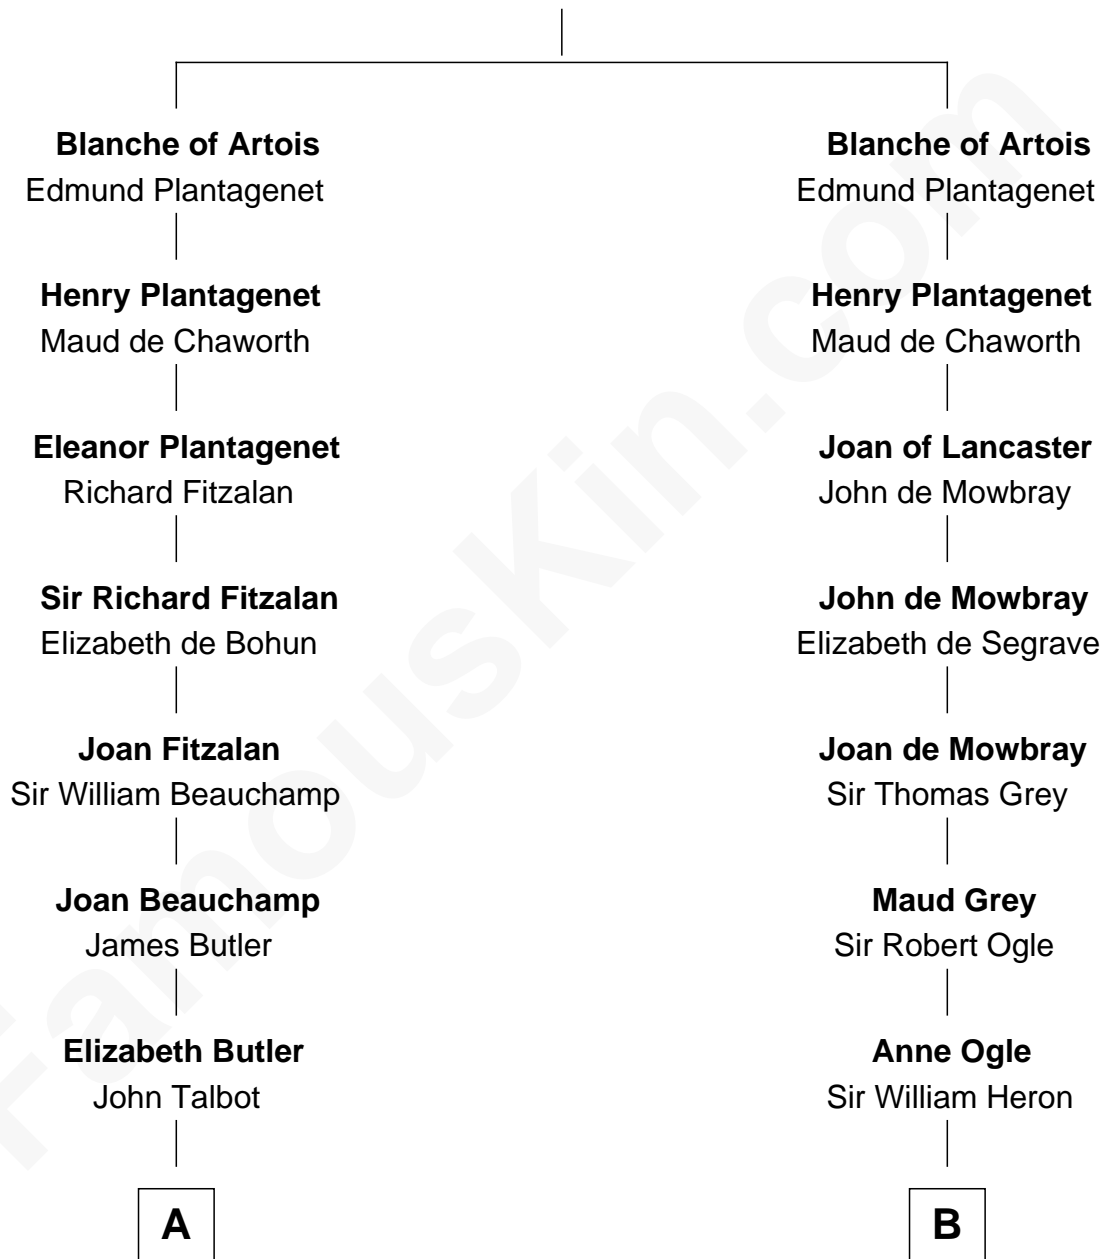 Blanche of Artois
Edmund Plantagenet
Henry Plantagenet
Maud de Chaworth
Eleanor Plantagenet
Richard Fitzalan
Sir Richard Fitzalan
Elizabeth de Bohun
Joan Fitzalan
Sir William Beauchamp
Joan Beauchamp
James Butler
Elizabeth Butler
John Talbot
A
Blanche of Artois
Edmund Plantagenet
Henry Plantagenet
Maud de Chaworth
Joan of Lancaster
John de Mowbray
John de Mowbray
Elizabeth de Segrave
Joan de Mowbray
Sir Thomas Grey
Maud Grey
Sir Robert Ogle
Anne Ogle
Sir William Heron
B
FamousKin.com